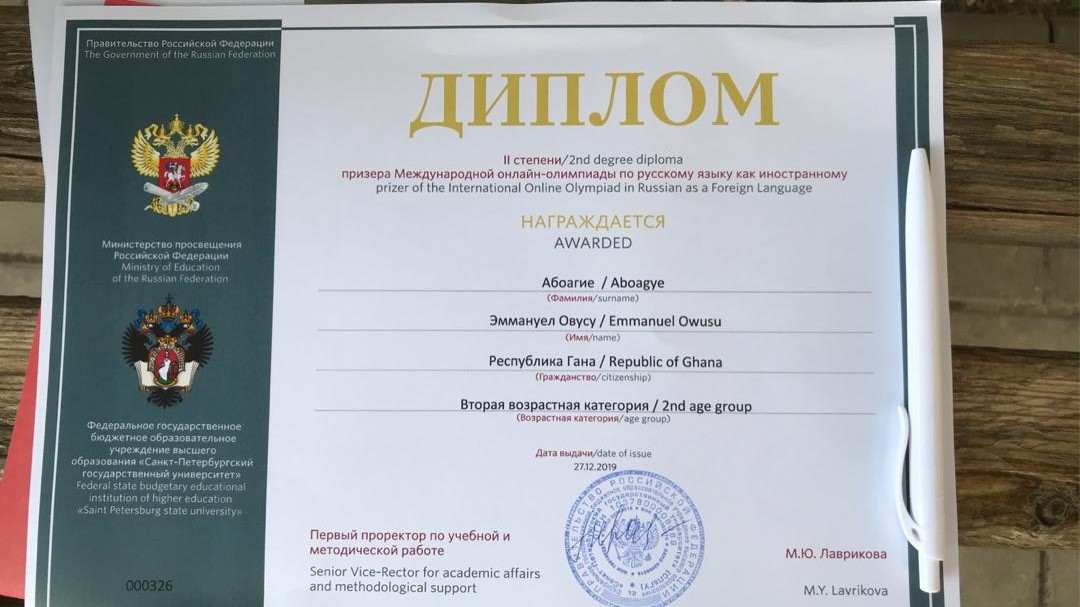 Правительство Российской Федерации
The Government of the Russian Federation
Министерство просвещения
Российской Федерации
Ministry of Education
of the Russian Federation
Федеральное государственное
бюджетное образовательное
учреждение высшего
образования «Санкт-Петербургский
государственный университет»
Federal state budgetary educational
institution of higher education
«Saint Petersburg state university»
000326
ДИПЛОМ
II степени/2nd degree diploma
призера Международной онлайн-олимпиады по русскому языку как иностранному
prizer of the International Online Olympiad in Russian as a Foreign Language
НАГРАЖДАЕТСЯ
AWARDED
Абоагие / Aboagye
(Фамилия/surname)
Эммануел Овусу / Emmanuel Owusu
(Имя/name)
Республика Гана / Republic of Ghana
(Гражданство/citizenship)
Вторая возрастная категория / 2nd age group
(Возрастная категория/age group)
Дата выдачи/date of issue
27.12.2019
ПРАВИТЕЛЬСТВО РОССИЙСКОЙ ФЕДЕРАЦИИ
Первый проректор по учебной и
методической работе
Senior Vice-Rector for academic affairs
and methodological support
М.Ю. Лаврикова
M.Y. Lavrikova